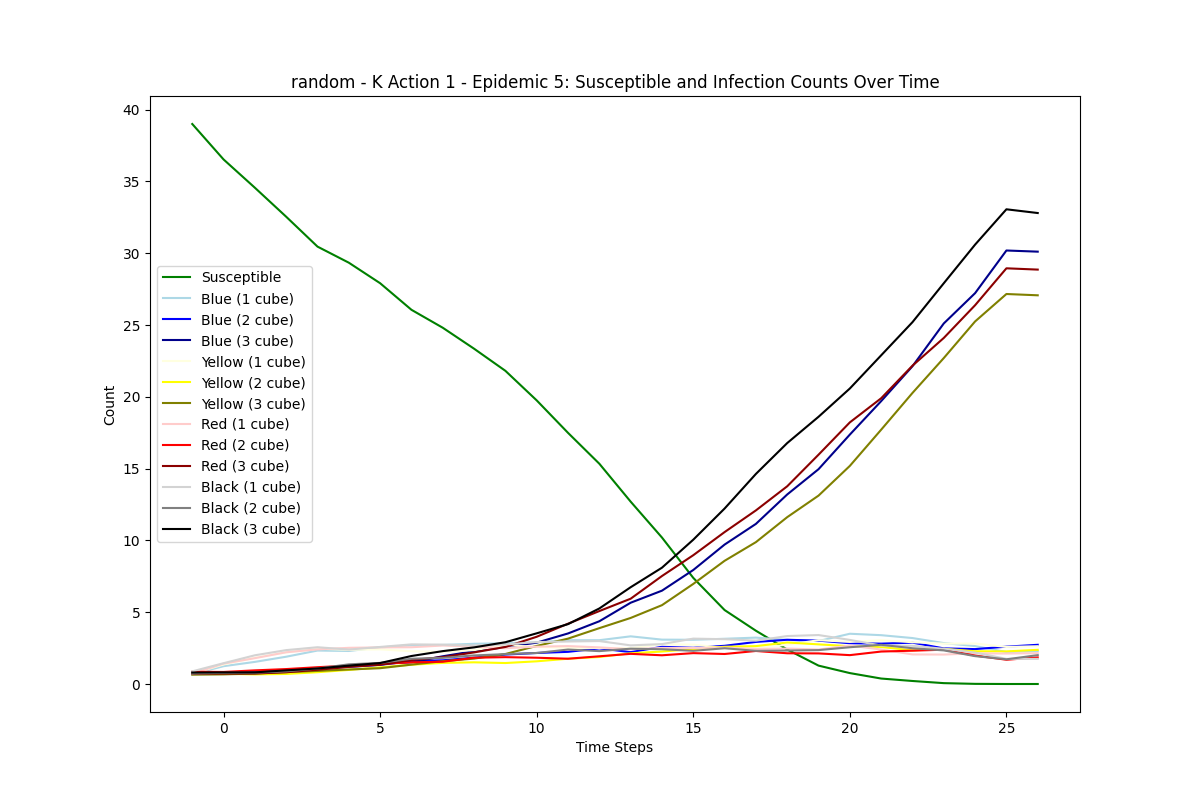 random - K Action 1 - Epidemic 5: Susceptible and Infection Counts Over Time
40
35
30
25
20
15
10
5
0
Count
Susceptible
Blue (1 cube)
Blue (2 cube)
Blue (3 cube)
Yellow (1 cube)
Yellow (2 cube)
Yellow (3 cube)
Red (1 cube)
Red (2 cube)
Red (3 cube)
Black (1 cube)
Black (2 cube)
Black (3 cube)
0 5 10 15 20 25
Time Steps